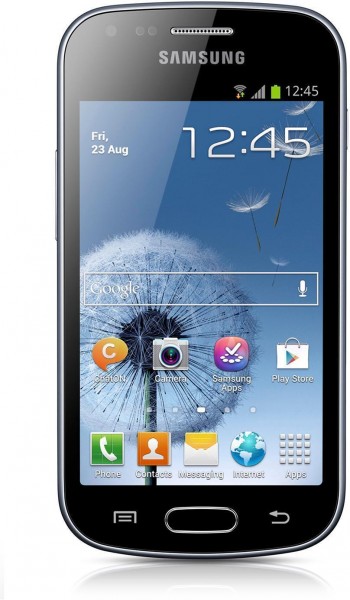 SAMSUNG
12:45
Fri,
23 Aug
12:45
Google
ChatON
Camera
Samsung
Apps
Play Store
Phone
Contacts
Messaging
Internet
Apps